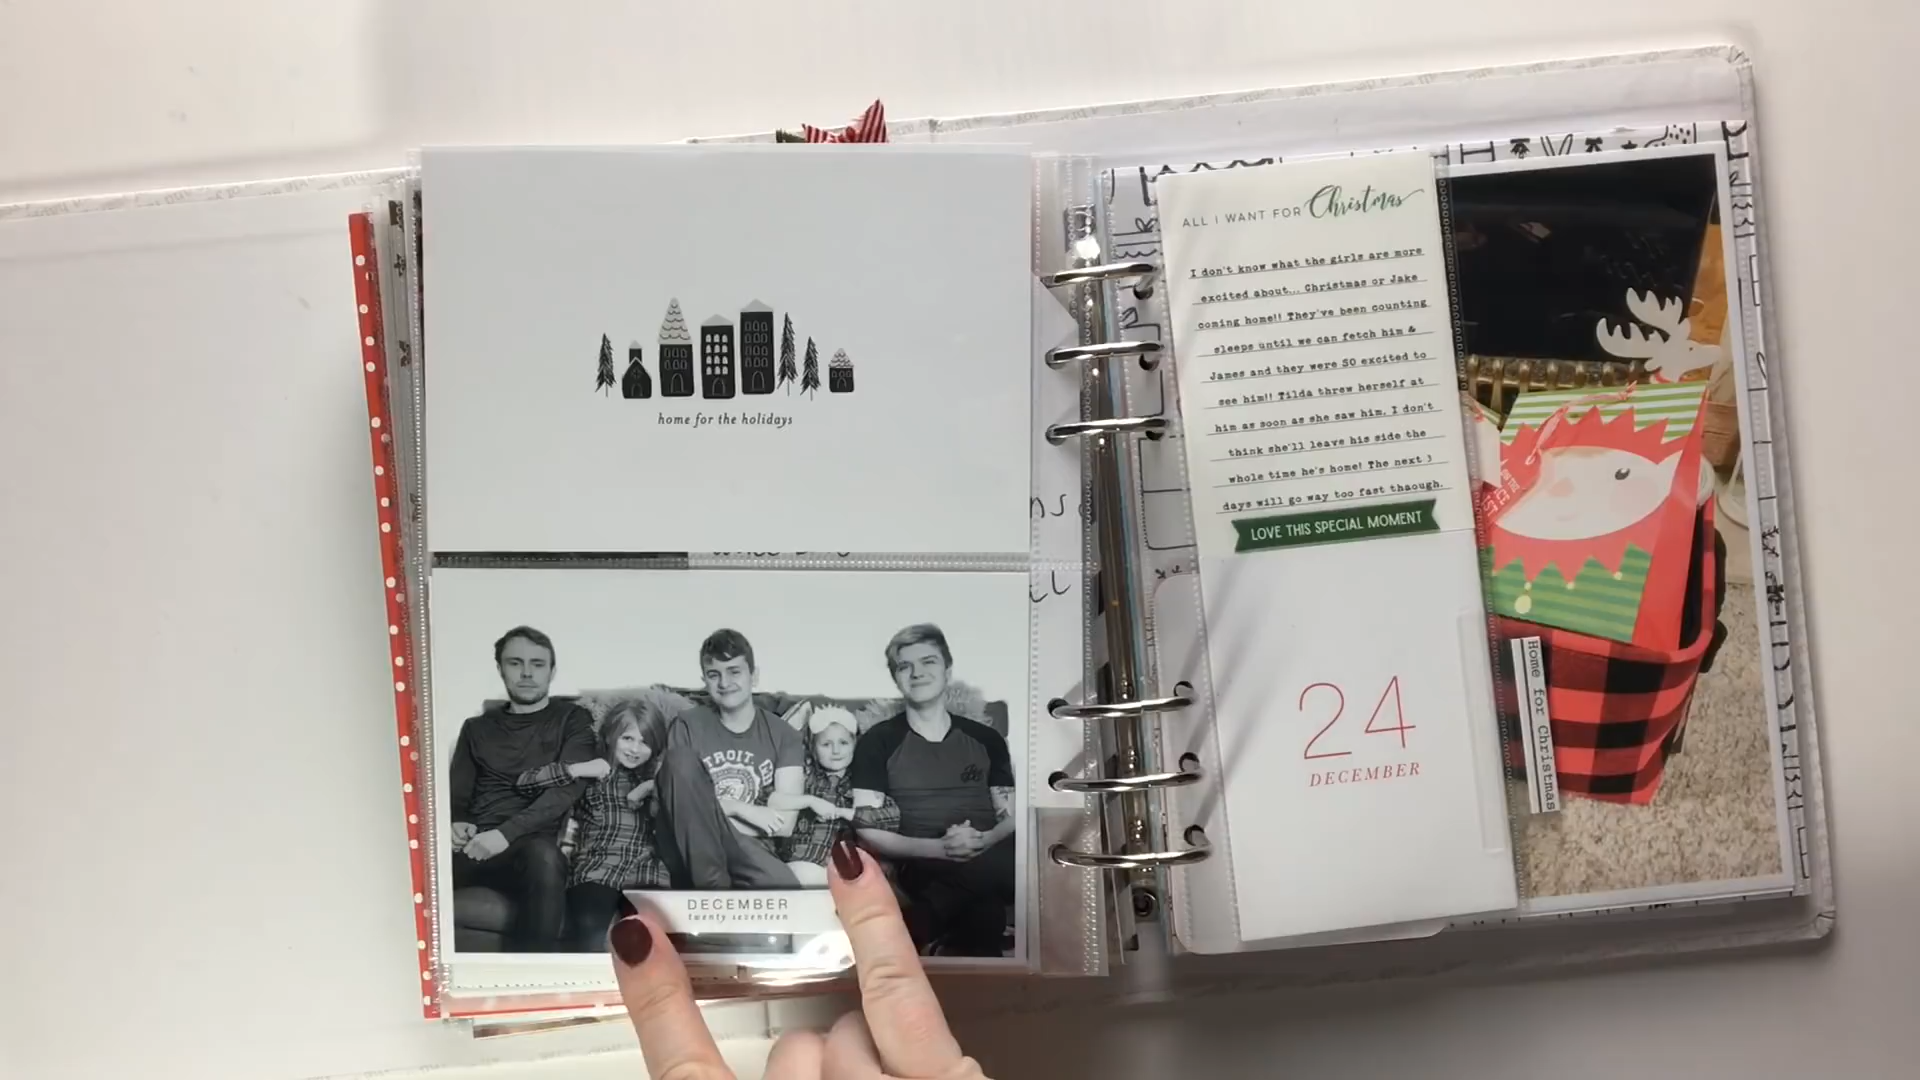 home for the holidays
DECEMBER
twenty seventeen
ALL I WANT FOR Christmas
I don't know what the girls are more
excited about... Christmas or Jake
coming home!! They've been counting
sleeps until we can fetch him &
James and they were SO excited to
see him!! Tilda threw herself at
him as soon as she saw him, I don't
think she'll leave his side the
whole time he's home! The next 3
days will go way too fast thaough.
LOVE THIS SPECIAL MOMENT
24
DECEMBER
Home for Christmas